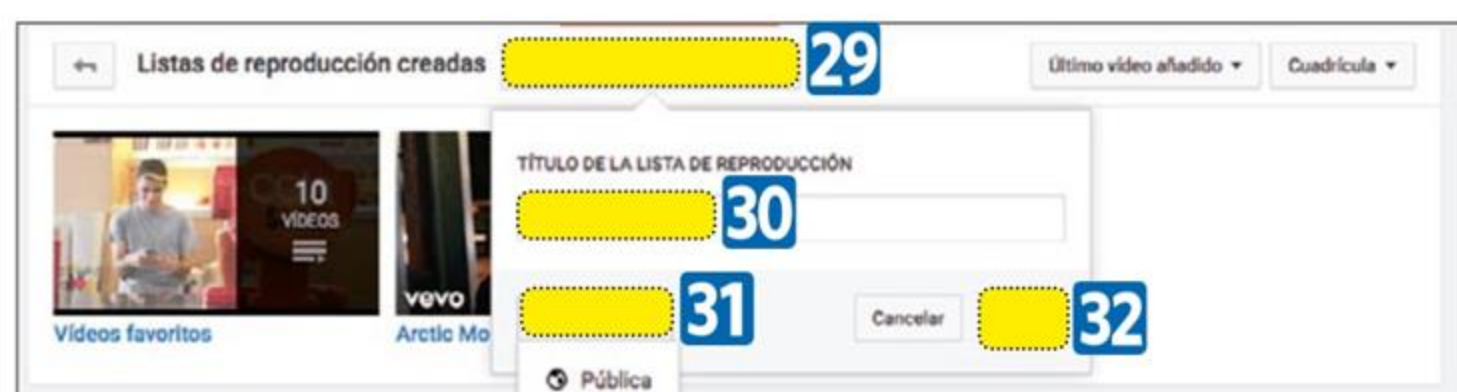 Listas de reproducción creadas 29 Último vídeo añadido Cuadrícula
TÍTULO DE LA LISTA DE REPRODUCCIÓN
10
VÍDEOS
30
vevo
31 Cancelar 32
Vídeos favoritos Arctic Mo
Pública